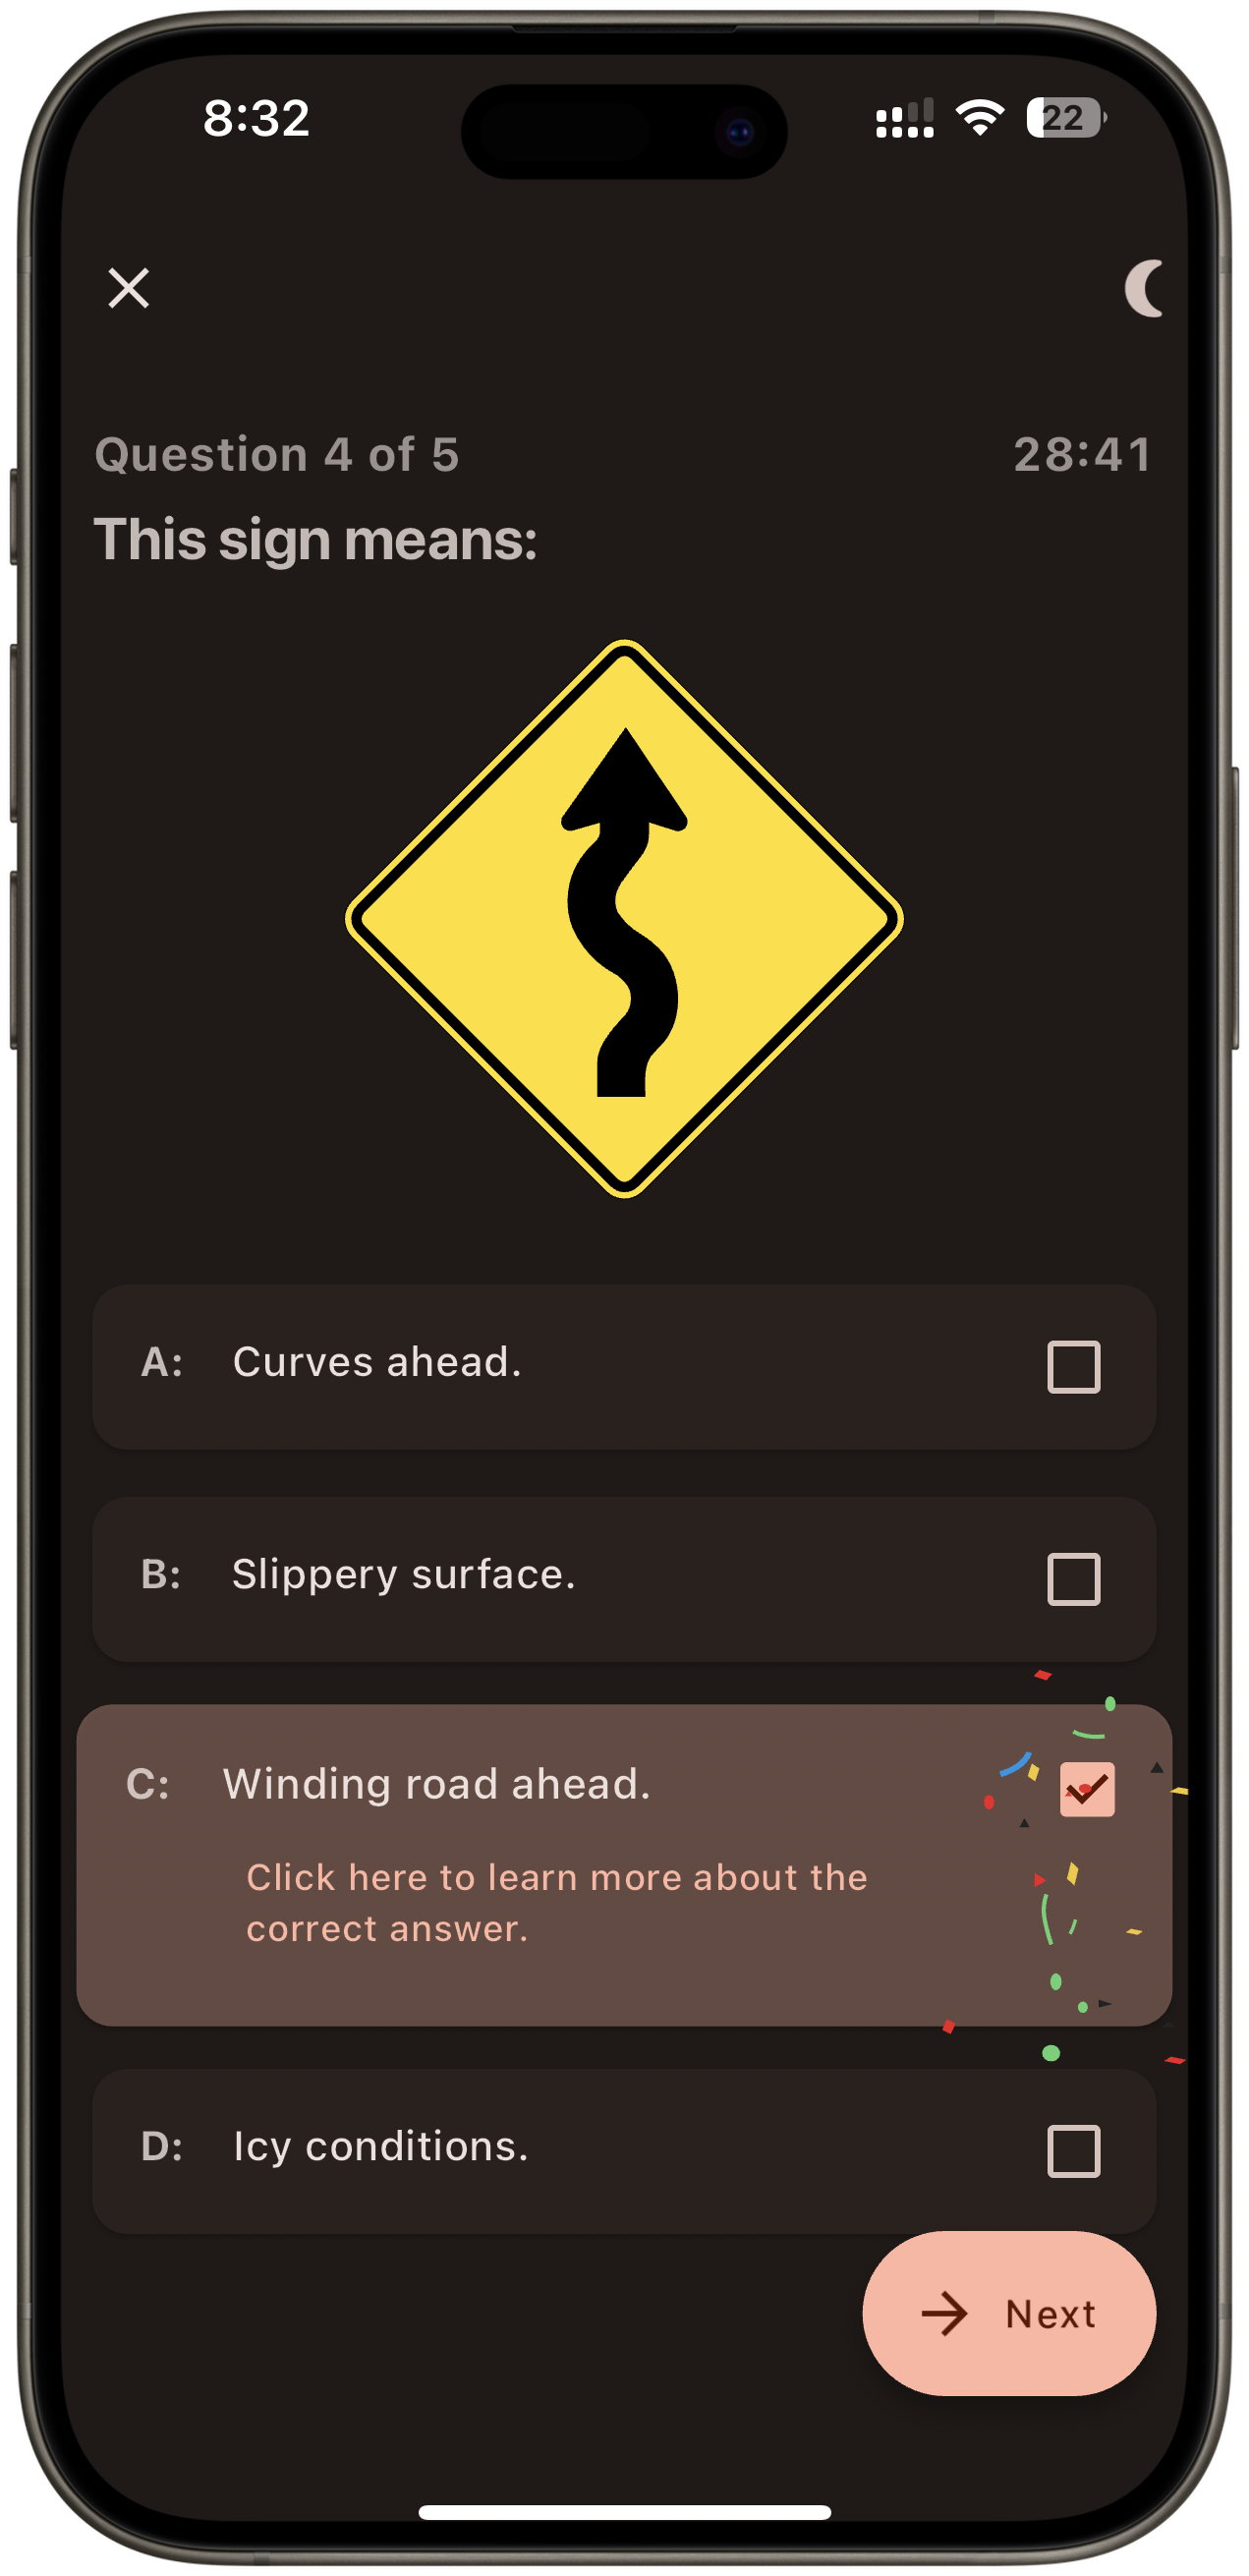 8:32
22
Question 4 of 5
28:41
This sign means:
A: Curves ahead.
B: Slippery surface.
C: Winding road ahead.
Click here to learn more about the
correct answer.
D: Icy conditions.
Next